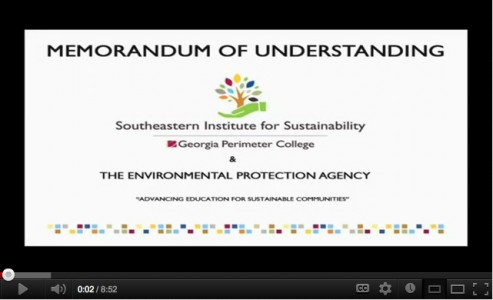 MEMORANDUM OF UNDERSTANDING
Southeastern Institute for Sustainability
Georgia Perimeter College
&
THE ENVIRONMENTAL PROTECTION AGENCY
"ADVANCING EDUCATION FOR SUSTAINABLE COMMUNITIES"
0:02 / 8:52 CC